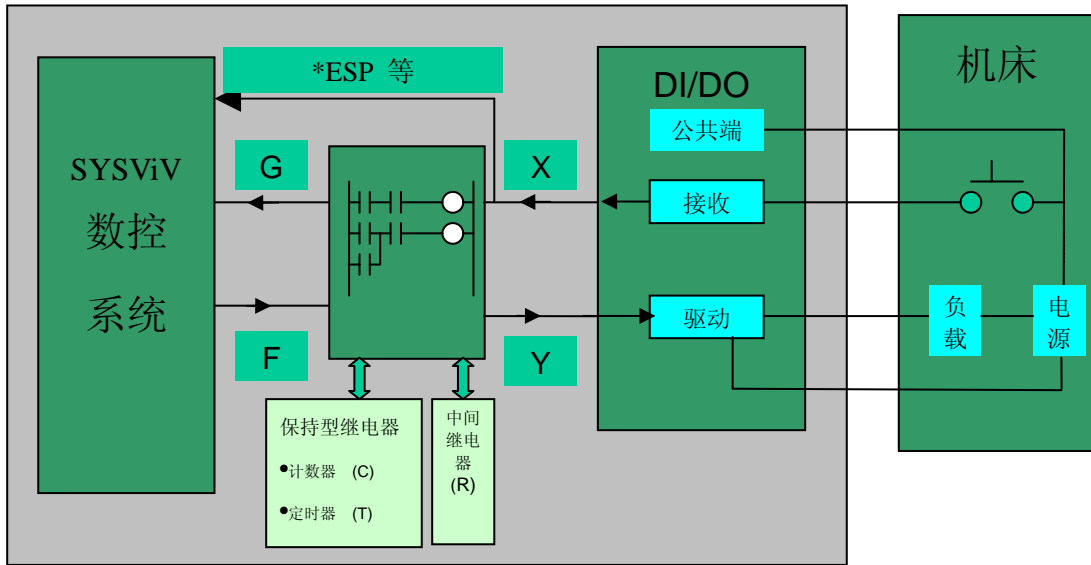 *ESP 等
SYSViV
数控
系统
G
F
X
Y
DI/DO
公共端
接收
驱动
机床
负
载
电
源
保持型继电器
●计数器 (C)
●定时器 (T)
中间
继电
器
(R)